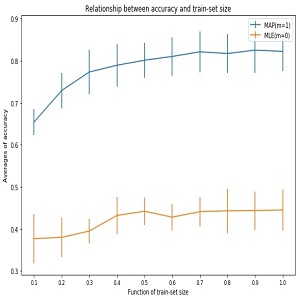 Relationship between accuracy and train-set size
MAP(m=1)
MLE(m=0)
Averages of accuracy
0.9
0.8
0.7
0.6
0.5
0.4
0.3
0.1 0.2 0.3 0.4 0.5 0.6 0.7 0.8 0.9 1.0
Function of train-set size